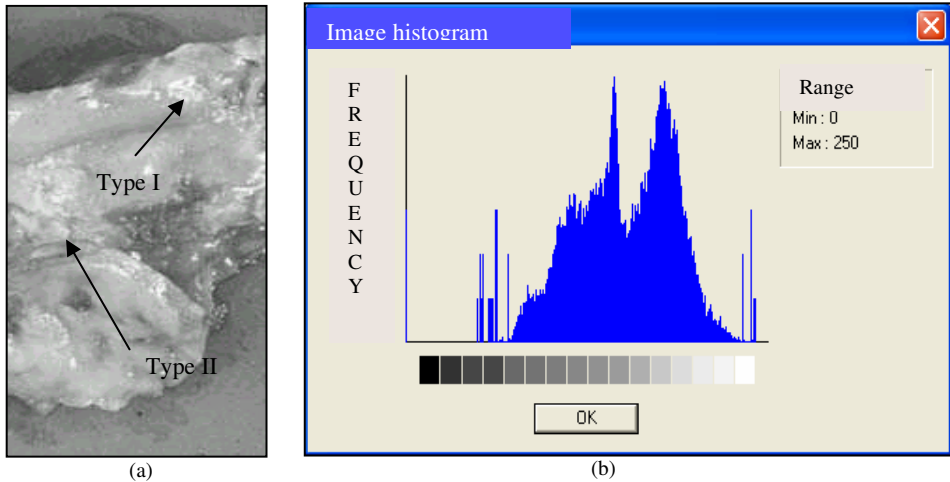 Type I
Type II
(a)
Image histogram
F
R
E
Q
U
E
N
C
Y
Range
Min : 0
Max : 250
OK
(b)